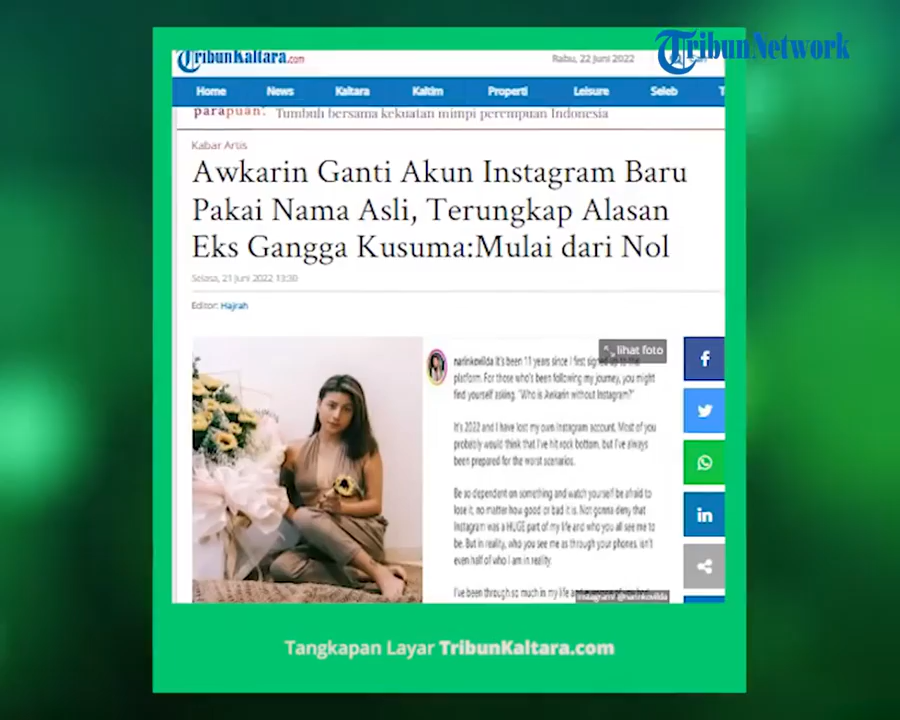 TribunNetwork
TribunKaltara.com
Rabu, 22 Juni 2022
Home News Kaltara Kaltim Properti Leisure Seleb
parapuan. Tumbuh bersama kekuatan mimpi perempuan Indonesia
Kabar Artis
Awkarin Ganti Akun Instagram Baru
Pakai Nama Asli, Terungkap Alasan
Eks Gangga Kusuma:Mulai dari Nol
Selasa, 21 Juni 2022 13:30
Editor: Hajrah
lihat foto
narinkovilda It's been 11 years since I first signed up to the
platform. For those who's been following my journey, you might
find yourself asking, "Who is Awkarin without Instagram?"
It's 2022 and I have lost my own Instagram account. Most of you
probably would think that I've hit rock bottom, but I've always
been prepared for the worst scenarios.
Be so dependent on something and watch yourself be afraid to
lose it, no matter how good or bad it is. Not gonna deny that
Instagram was a HUGE part of my life and who you all see me to
be. But in reality, who you see me as through your phones, isn't
even half of who I am in reality.
I've been through so much in my life
Instagram/ @narinkovilda
Tangkapan Layar TribunKaltara.com